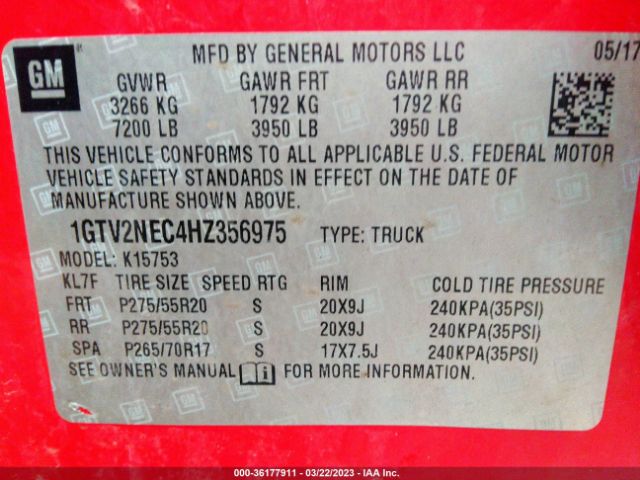 GM
MFD BY GENERAL MOTORS LLC 05/17
GVWR GAWR FRT GAWR RR
3266 KG 1792 KG 1792 KG
7200 LB 3950 LB 3950 LB
THIS VEHICLE CONFORMS TO ALL APPLICABLE U.S. FEDERAL MOTOR
VEHICLE SAFETY STANDARDS IN EFFECT ON THE DATE OF
MANUFACTURE SHOWN ABOVE.
1GTV2NEC4HZ356975 TYPE: TRUCK
MODEL: K15753
KL7F TIRE SIZE SPEED RTG RIM COLD TIRE PRESSURE
FRT P275/55R20 S 20X9J 240KPA(35PSI)
RR P275/55R20 S 20X9J 240KPA(35PSI)
SPA P265/70R17 S 17X7.5J 240KPA(35PSI)
SEE OWNER'S MANUAL FOR MORE INFORMATION.
000-36177911 - 03/22/2023 - IAA Inc.